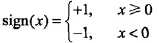 sign(x) = { +1, x ⩾ 0
−1, x < 0